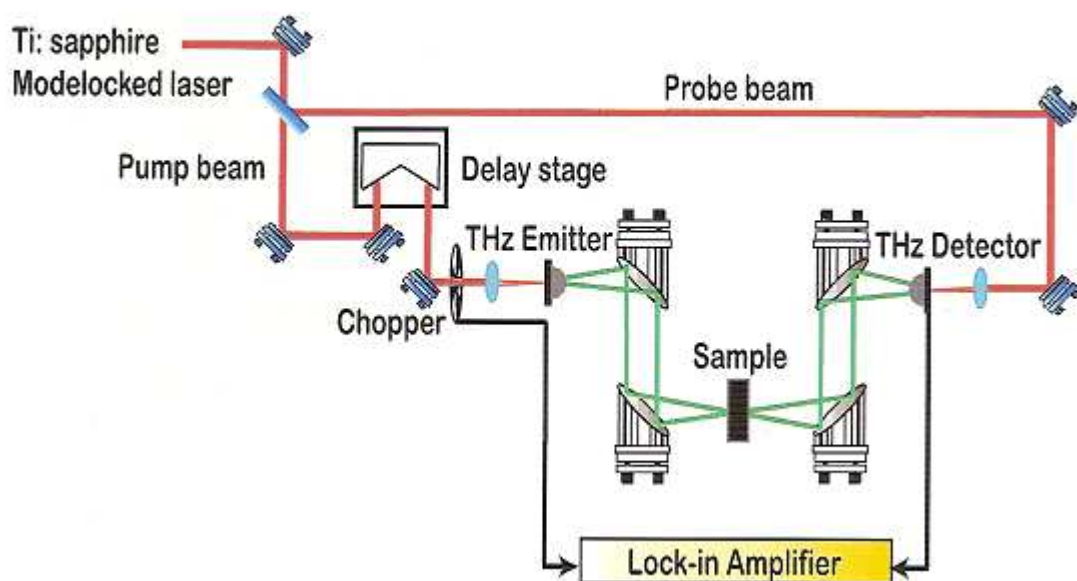 Ti: sapphire
Modelocked laser
Probe beam
Pump beam
Delay stage
THz Emitter
THz Detector
Chopper
Sample
Lock-in Amplifier